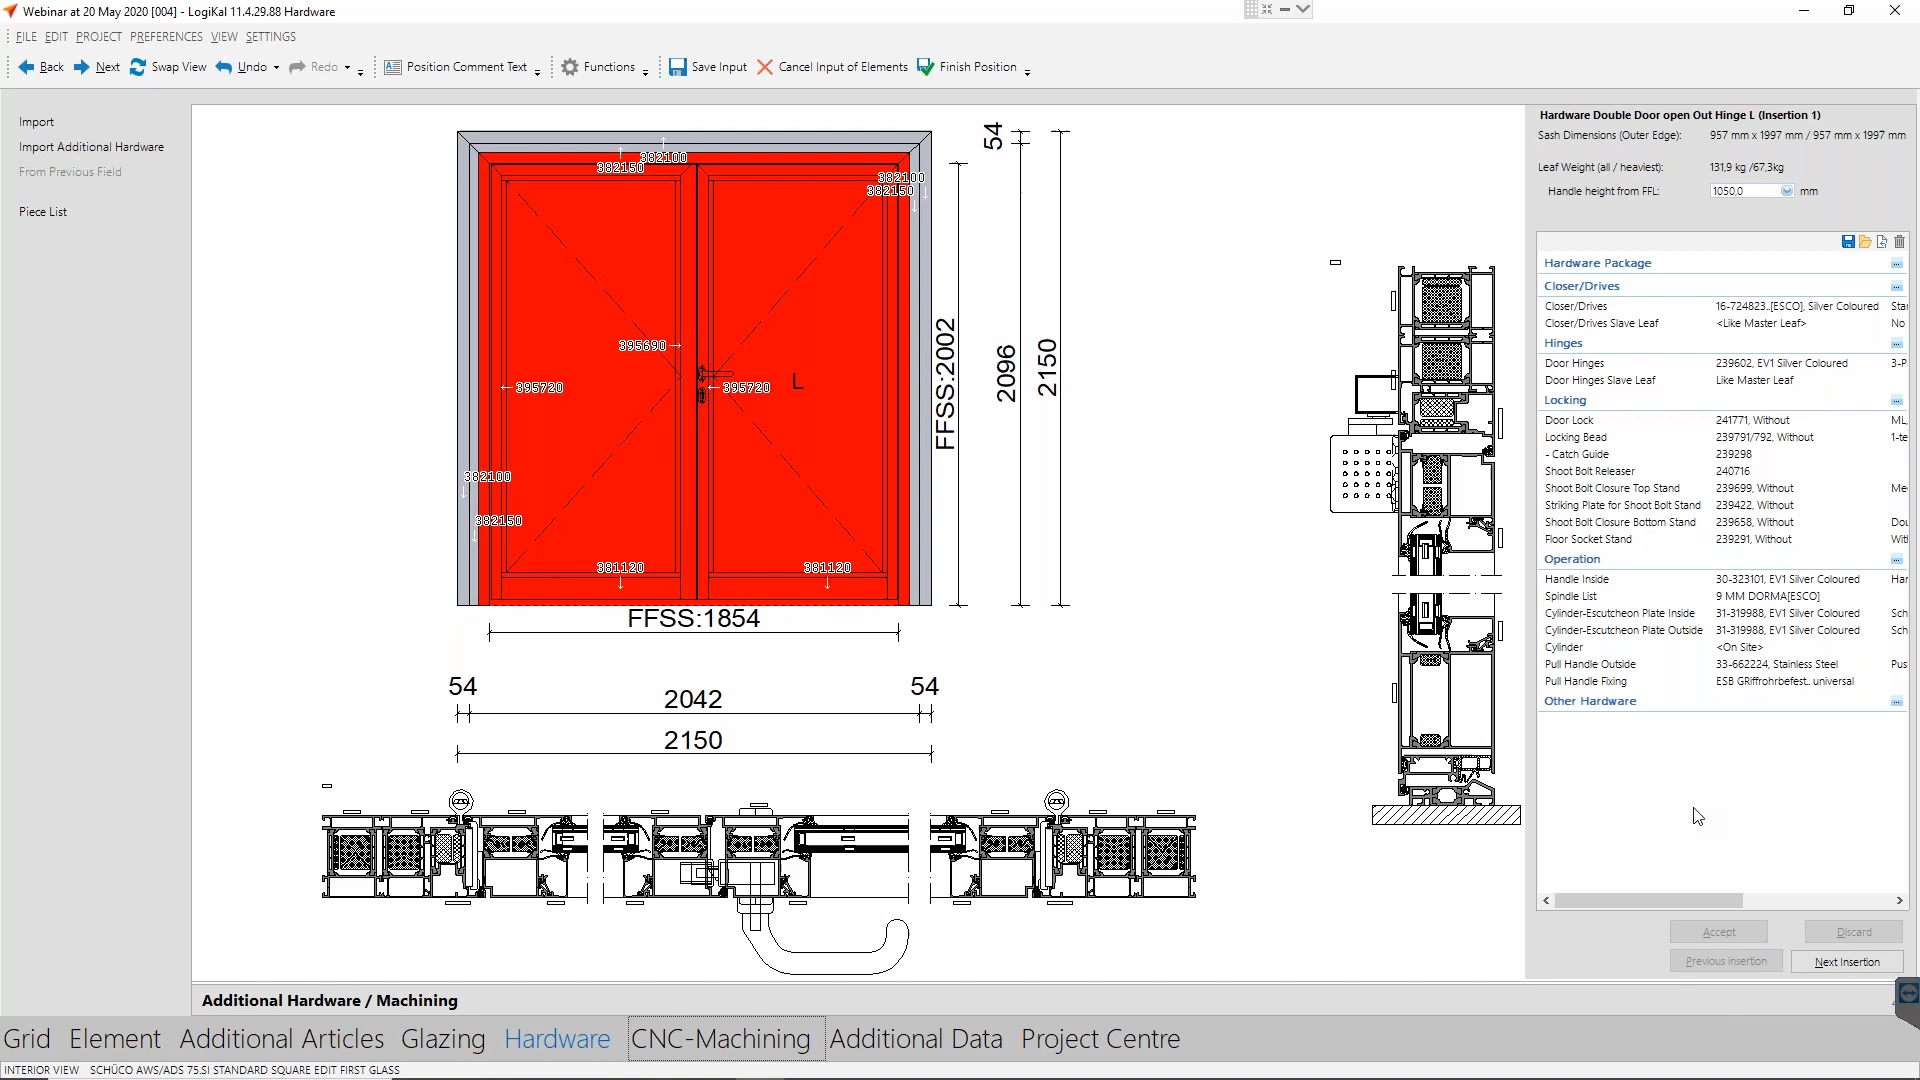 Webinar at 20 May 2020 [004] - LogiKal 11.4.29.88 Hardware
FILE EDIT PROJECT PREFERENCES VIEW SETTINGS
Back Next Swap View Undo Redo Position Comment Text Functions Save Input Cancel Input of Elements Finish Position
Import
Import Additional Hardware
From Previous Field
Piece List
382100
382150
382100
382150
395690
395720
395720
L
382100
382150
381120
381120
FFSS:1854
54
2042
54
2150
FFSS:2002
54
2096
2150
Hardware Double Door open Out Hinge L (Insertion 1)
Sash Dimensions (Outer Edge): 957 mm x 1997 mm / 957 mm x 1997 mm
Leaf Weight (all / heaviest): 131,9 kg /67,3kg
Handle height from FFL: 1050,0 mm
Hardware Package
Closer/Drives
Closer/Drives 16-724823..[ESCO], Silver Coloured
Closer/Drives Slave Leaf <Like Master Leaf> No
Hinges
Door Hinges 239602, EV1 Silver Coloured 3-P
Door Hinges Slave Leaf Like Master Leaf
Locking
Door Lock 241771, Without ML,
Locking Bead 239791/792, Without 1-te
- Catch Guide 239298
Shoot Bolt Releaser 240716
Shoot Bolt Closure Top Stand 239699, Without Me
Striking Plate for Shoot Bolt Stand 239422, Without
Shoot Bolt Closure Bottom Stand 239658, Without Dou
Floor Socket Stand 239291, Without With
Operation
Handle Inside 30-323101, EV1 Silver Coloured Har
Spindle List 9 MM DORMA[ESCO]
Cylinder-Escutcheon Plate Inside 31-319988, EV1 Silver Coloured Sch
Cylinder-Escutcheon Plate Outside 31-319988, EV1 Silver Coloured Sch
Cylinder <On Site>
Pull Handle Outside 33-662224, Stainless Steel Pus
Pull Handle Fixing ESB GRiffrohrbefest.. universal
Other Hardware
Accept Discard
Previous insertion Next Insertion
Additional Hardware / Machining
Grid Element Additional Articles Glazing Hardware CNC-Machining Additional Data Project Centre
INTERIOR VIEW SCHÜCO AWS/ADS 75.SI STANDARD SQUARE EDIT FIRST GLASS